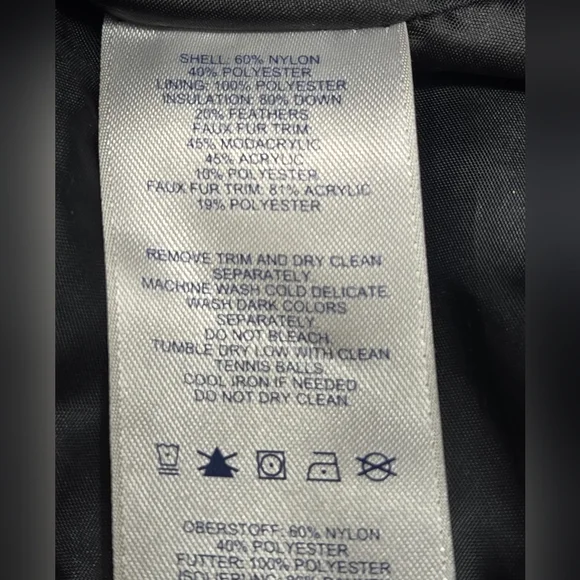 SHELL: 60% NYLON
40% POLYESTER
LINING: 100% POLYESTER
INSULATION: 80% DOWN
20% FEATHERS
FAUX FUR TRIM:
45% MODACRYLIC
45% ACRYLIC
10% POLYESTER
FAUX FUR TRIM: 81% ACRYLIC
19% POLYESTER
REMOVE TRIM AND DRY CLEAN
SEPARATELY.
MACHINE WASH COLD DELICATE.
WASH DARK COLORS
SEPARATELY.
DO NOT BLEACH.
TUMBLE DRY LOW WITH CLEAN
TENNIS BALLS.
COOL IRON IF NEEDED.
DO NOT DRY CLEAN.
OBERSTOFF: 60% NYLON
40% POLYESTER
FUTTER: 100% POLYESTER